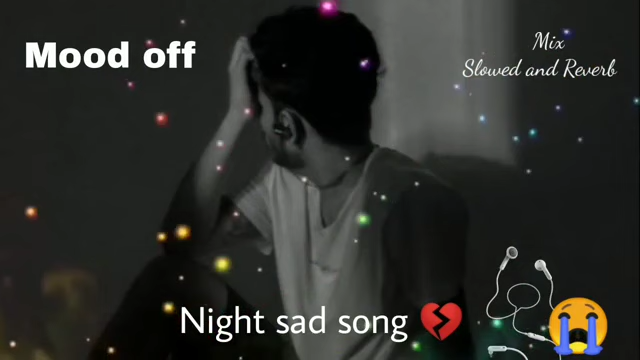 Mood off
Mix
Slowed and Reverb
Night sad song 💔